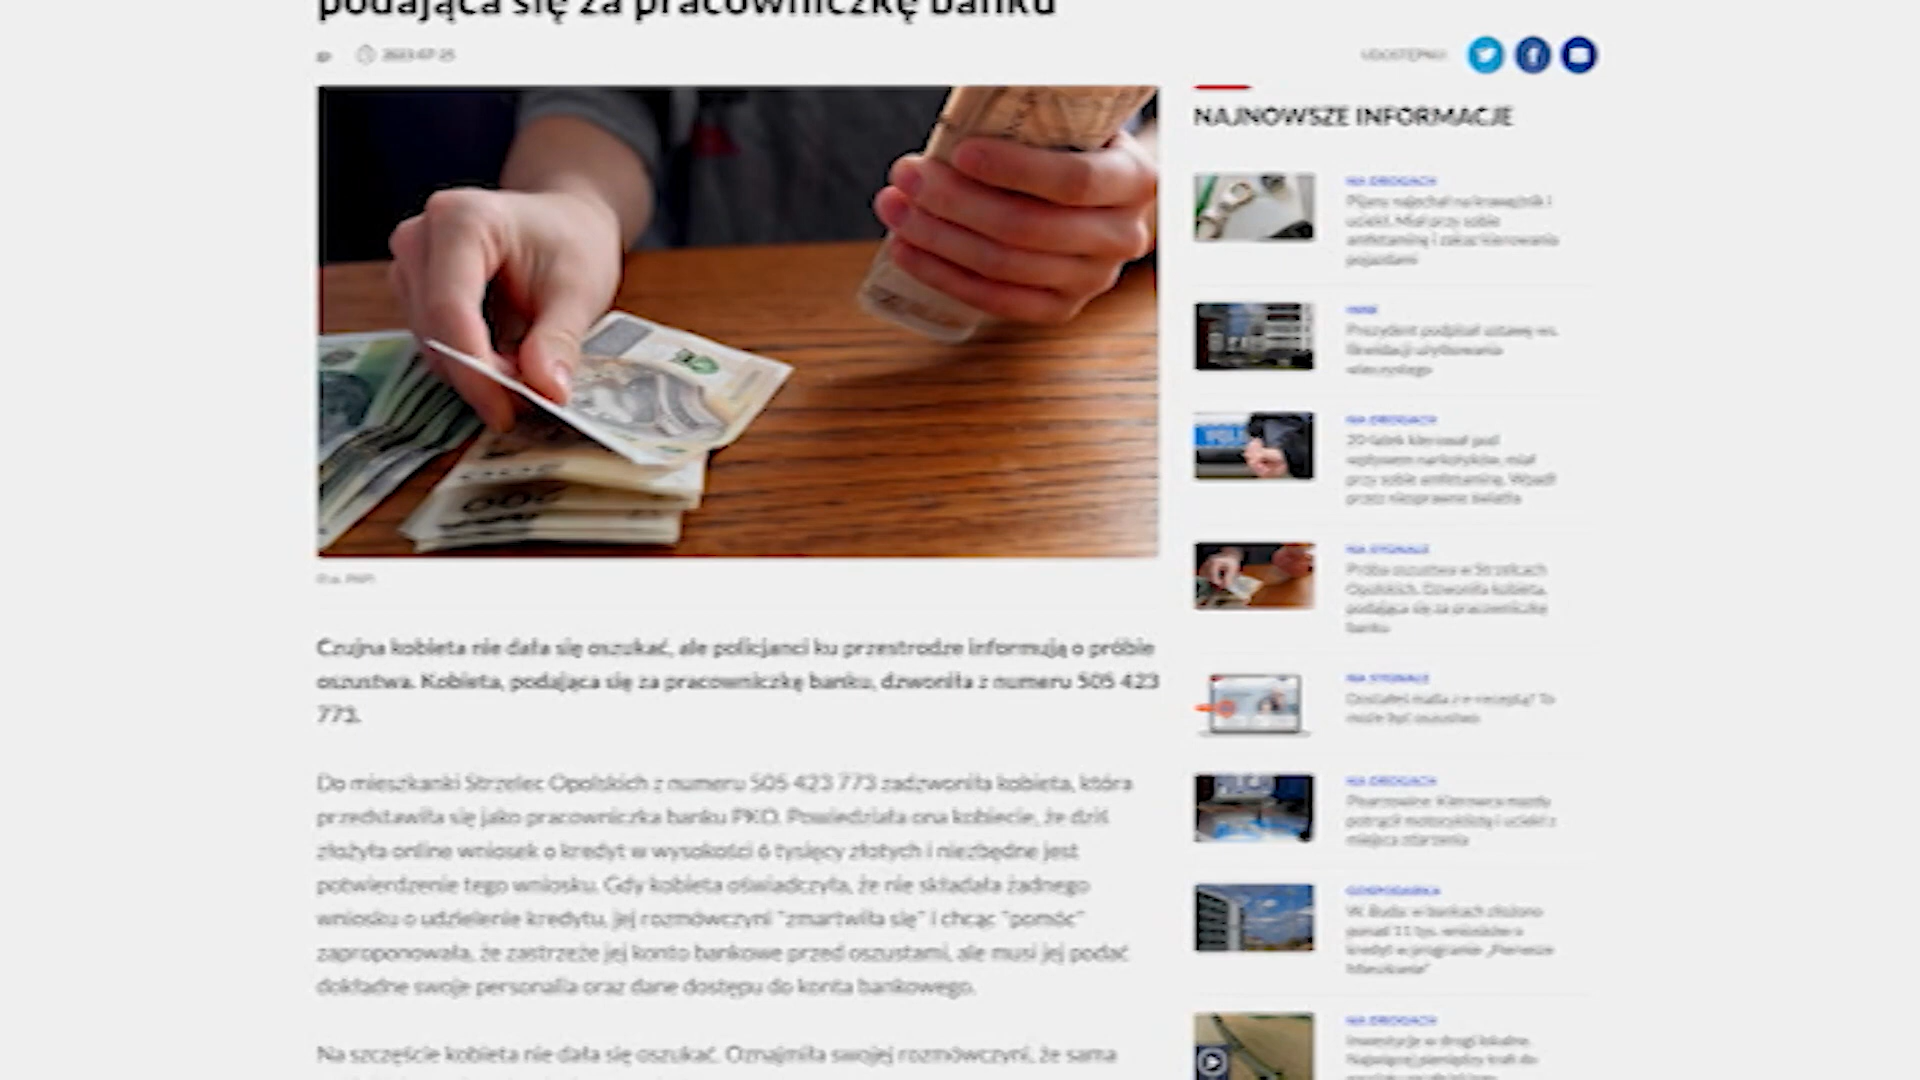 podająca się za pracowniczkę banku
2023-07-25
UDOSTĘPNIJ:
NAJNOWSZE INFORMACJE
Czujna kobieta nie dała się oszukać, ale policjanci ku przestrodze informują o próbie
oszustwa. Kobieta, podająca się za pracowniczkę banku, dzwoniła z numeru 505 423
773.
Do mieszkanki Strzelec Opolskich z numeru 505 423 773 zadzwoniła kobieta, która
przedstawiła się jako pracowniczka banku PKO. Powiedziała ona kobiecie, że dziś
złożyła online wniosek o kredyt w wysokości 6 tysięcy złotych i niezbędne jest
potwierdzenie tego wniosku. Gdy kobieta oświadczyła, że nie składała żadnego
wniosku o udzielenie kredytu, jej rozmówczyni "zmartwiła się" i chcąc "pomóc"
zaproponowała, że zastrzeże jej konto bankowe przed oszustami, ale musi jej podać
dokładne swoje personalia oraz dane dostępu do konta bankowego.
Na szczęście kobieta nie dała się oszukać. Oznajmiła swojej rozmówczyni, że sama
NA DROGACH
Pijany najechał na krawężnik i
uciekł. Miał przy sobie
amfetaminę i zakaz kierowania
pojazdami
INNE
Prezydent podpisał ustawę ws.
likwidacji użytkowania
wieczystego
NA DROGACH
20-latek kierował pod
wpływem narkotyków, miał
przy sobie amfetaminę. Wpadł
przez niesprawne światła
NA SYGNALE
Próba oszustwa w Strzelcach
Opolskich. Dzwoniła kobieta,
podająca się za pracowniczkę
banku
NA SYGNALE
Dostałeś maila z e-receptą? To
może być oszustwo
NA DROGACH
Kierowca mazdy
potrącił motocyklistę i uciekł z
miejsca zdarzenia
GOSPODARKA
W. Buda: w bankach złożono
ponad 11 tys. wniosków o
kredyt w programie „Pierwsze
Mieszkanie"
NA DROGACH
Inwestycje w drogi lokalne.
Najwięcej pieniędzy trafi do